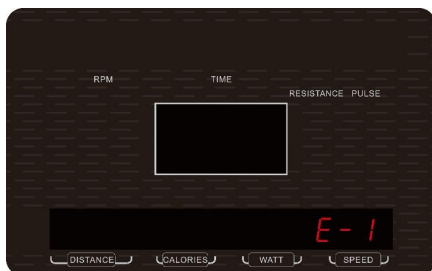 RPM
TIME
RESISTANCE PULSE
E-1
DISTANCE CALORIES WATT SPEED